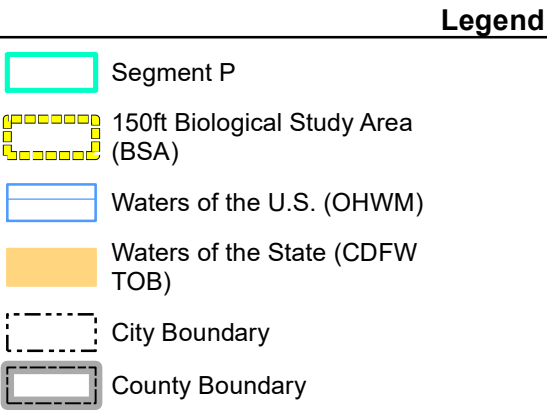 Legend
Segment P
150ft Biological Study Area
(BSA)
Waters of the U.S. (OHWM)
Waters of the State (CDFW
TOB)
City Boundary
County Boundary